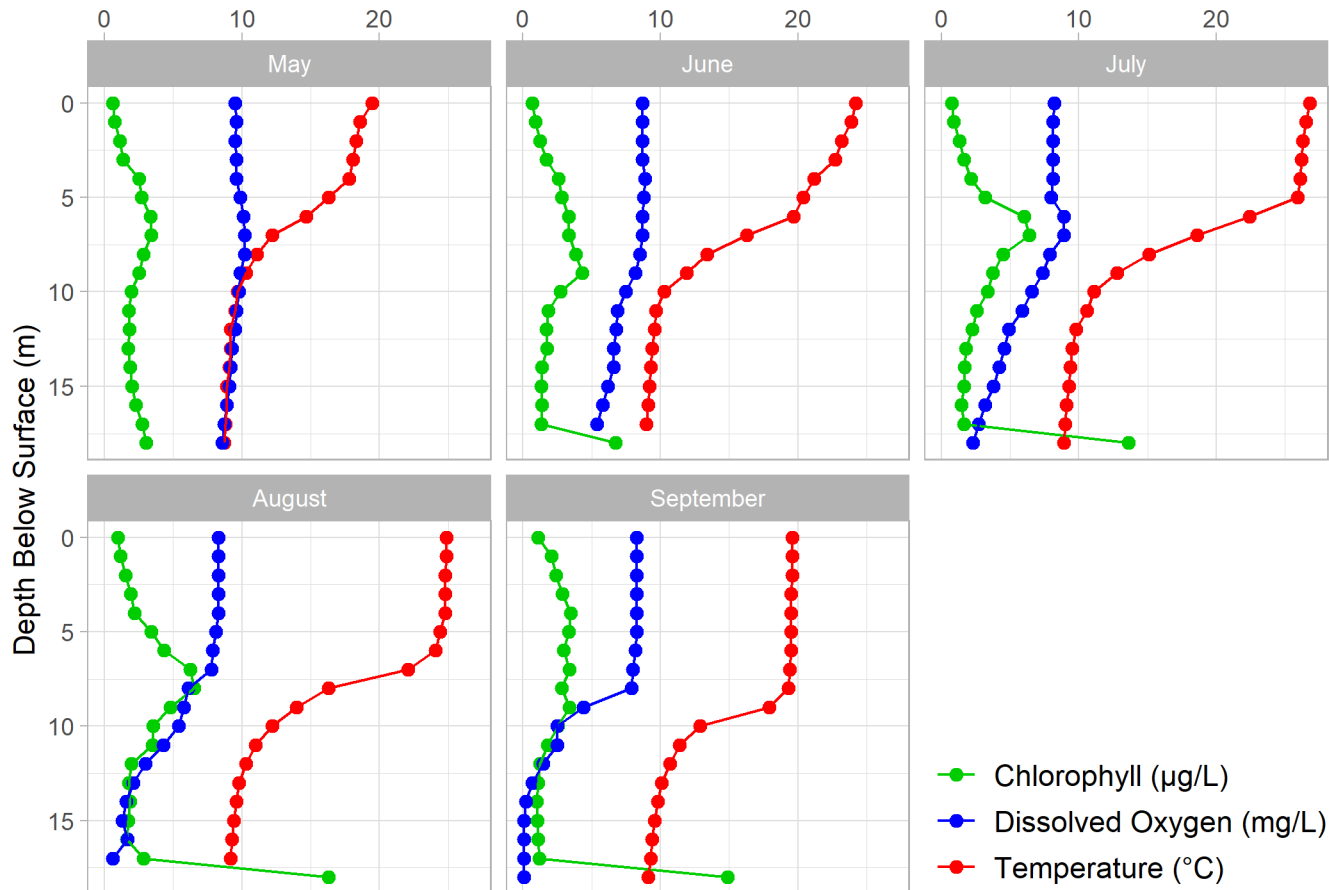 0 10 20 0 10 20 0 10 20
May June July
0
5
10
15
Depth Below Surface (m)
August September
0
5
10
15
Chlorophyll (µg/L)
Dissolved Oxygen (mg/L)
Temperature (°C)